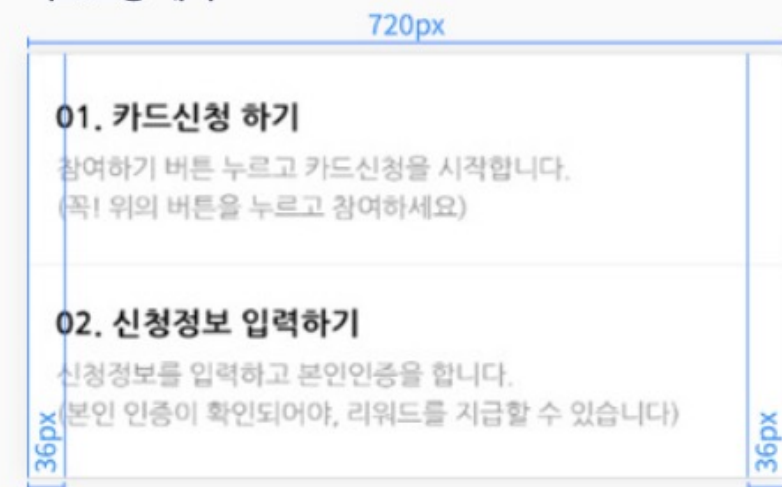 720px
01. 카드신청 하기
참여하기 버튼 누르고 카드신청을 시작합니다.
(꼭! 위의 버튼을 누르고 참여하세요)
02. 신청정보 입력하기
신청정보를 입력하고 본인인증을 합니다.
(본인 인증이 확인되어야, 리워드를 지급할 수 있습니다)
36px
36px